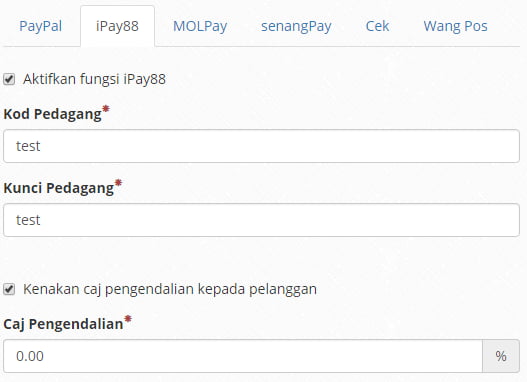 PayPal iPay88 MOLPay senangPay Cek Wang Pos
Aktifkan fungsi iPay88
Kod Pedagang*
test
Kunci Pedagang*
test
Kenakan caj pengendalian kepada pelanggan
Caj Pengendalian*
0.00 %